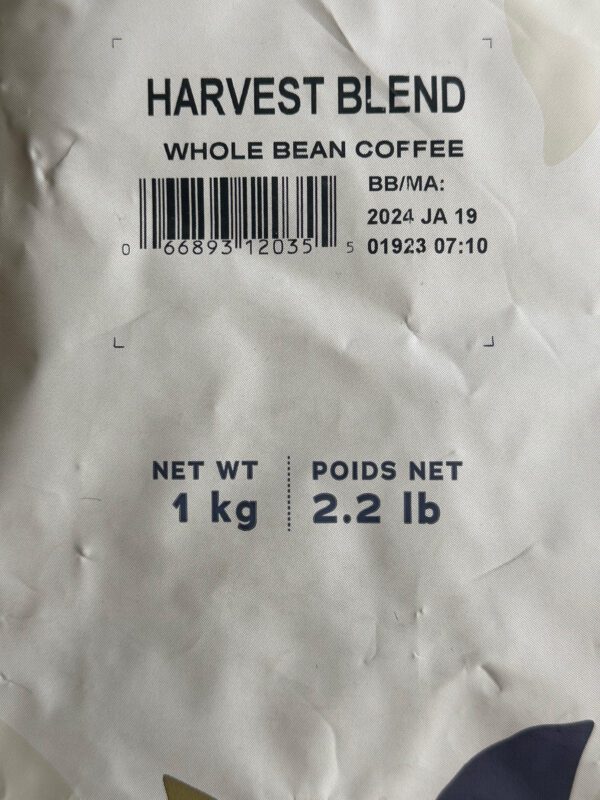 HARVEST BLEND
WHOLE BEAN COFFEE
BB/MA:
2024 JA 19
01923 07:10
0 66893 12035 5
NET WT
1 kg
POIDS NET
2.2 lb